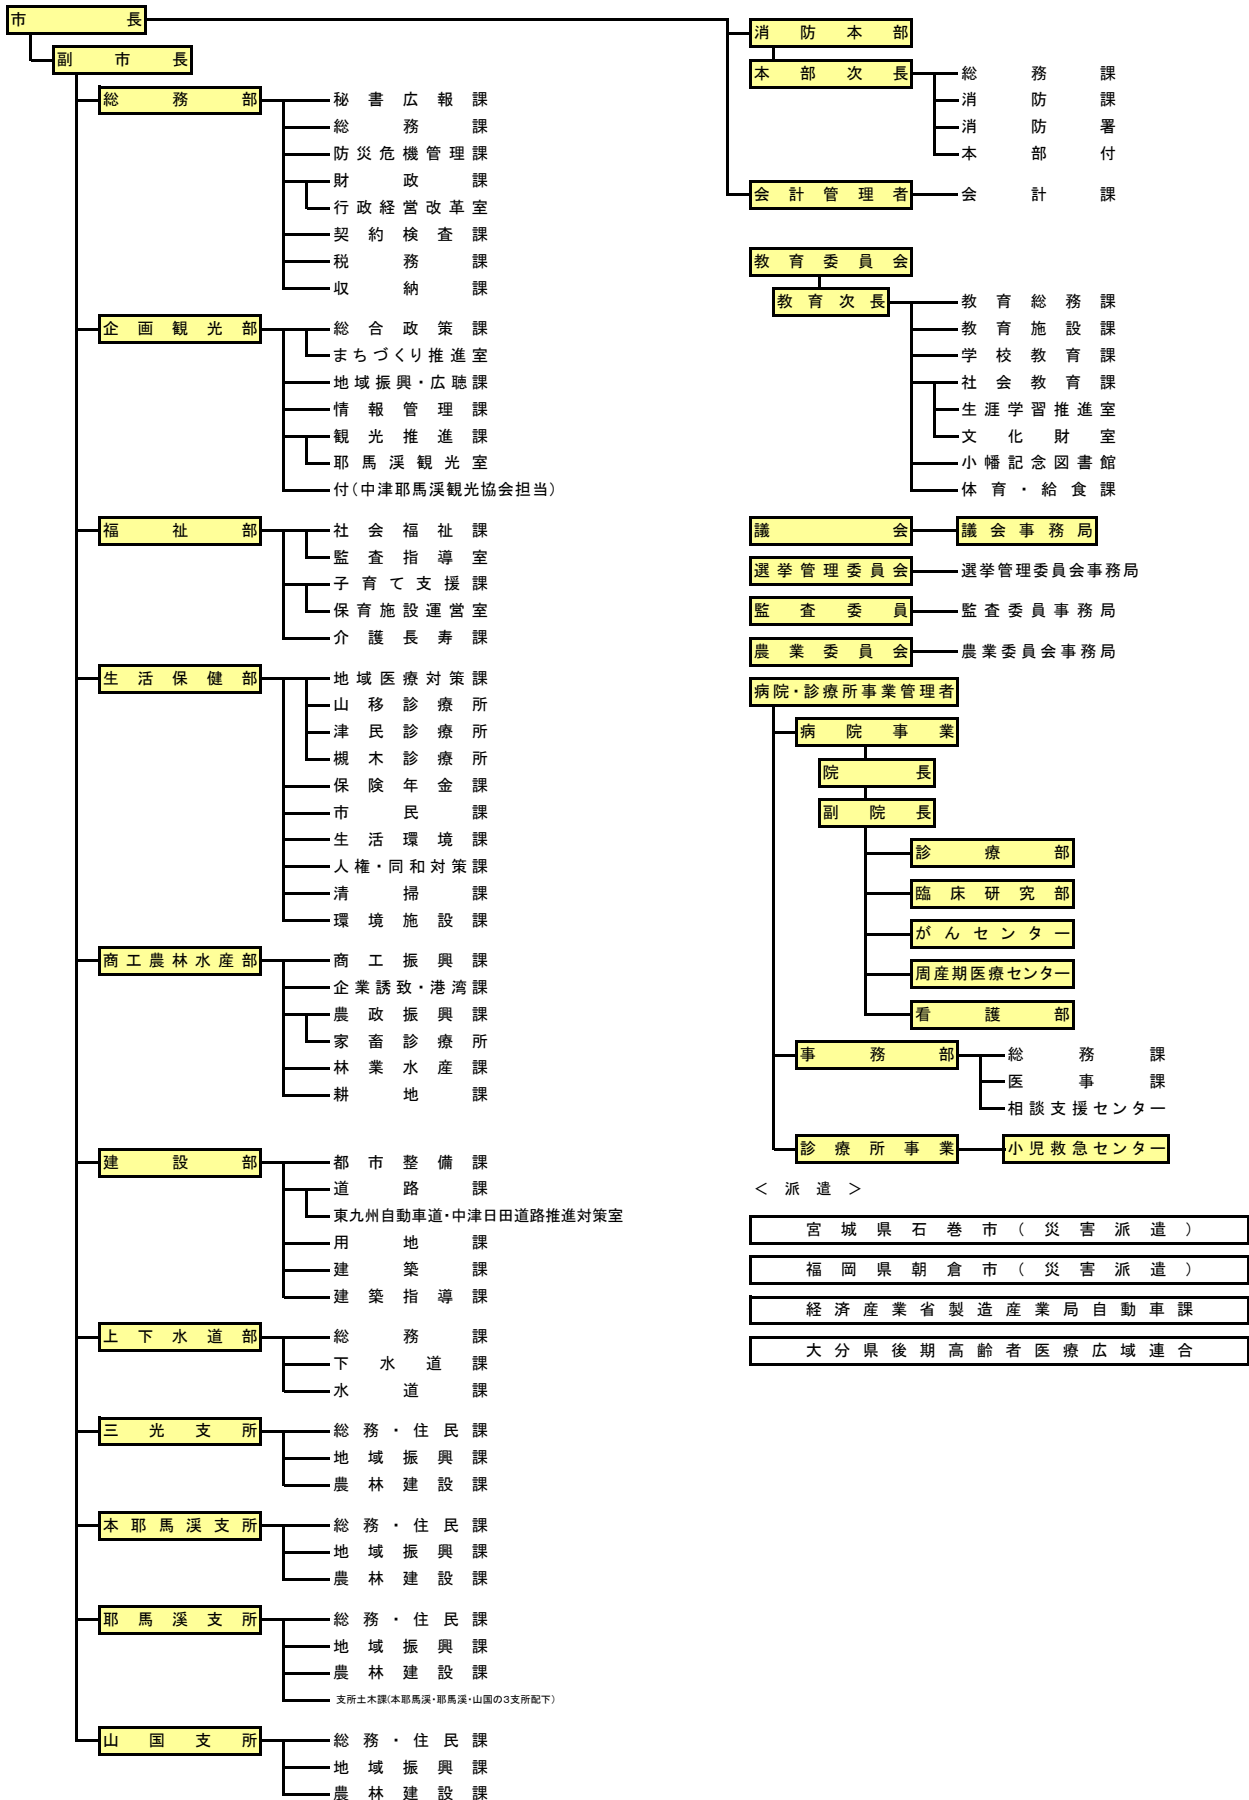 市長
副市長
総務部
秘書広報課
総務課
防災危機管理課
財政課
行政経営改革室
契約検査課
税務課
収納課
企画観光部
総合政策課
まちづくり推進室
地域振興・広聴課
情報管理課
観光推進課
耶馬渓観光室
付(中津耶馬渓観光協会担当)
福祉部
社会福祉課
監査指導室
子育て支援課
保育施設運営室
介護長寿課
生活保健部
地域医療対策課
山移診療所
津民診療所
槻木診療所
保険年金課
市民課
生活環境課
人権・同和対策課
清掃課
環境施設課
商工農林水産部
商工振興課
企業誘致・港湾課
農政振興課
家畜診療所
林業水産課
耕地課
建設部
都市整備課
道路課
東九州自動車道・中津日田道路推進対策室
用地課
建築課
建築指導課
上下水道部
総務課
下水道課
水道課
三光支所
総務・住民課
地域振興課
農林建設課
本耶馬渓支所
総務・住民課
地域振興課
農林建設課
耶馬溪支所
総務・住民課
地域振興課
農林建設課
支所土木課(本耶馬渓・耶馬溪・山国の3支所配下)
山国支所
総務・住民課
地域振興課
農林建設課
消防本部
本部次長
総務課
消防課
消防署
本部付
会計管理者
会計課
教育委員会
教育次長
教育総務課
教育施設課
学校教育課
社会教育課
生涯学習推進室
文化財室
小幡記念図書館
体育・給食課
議会
議会事務局
選挙管理委員会
選挙管理委員会事務局
監査委員
監査委員事務局
農業委員会
農業委員会事務局
病院・診療所事業管理者
病院事業
院長
副院長
診療部
臨床研究部
がんセンター
周産期医療センター
看護部
事務部
総務課
医事課
相談支援センター
診療所事業
小児救急センター
＜派遣＞
宮城県石巻市（災害派遣）
福岡県朝倉市（災害派遣）
経済産業省製造産業局自動車課
大分県後期高齢者医療広域連合